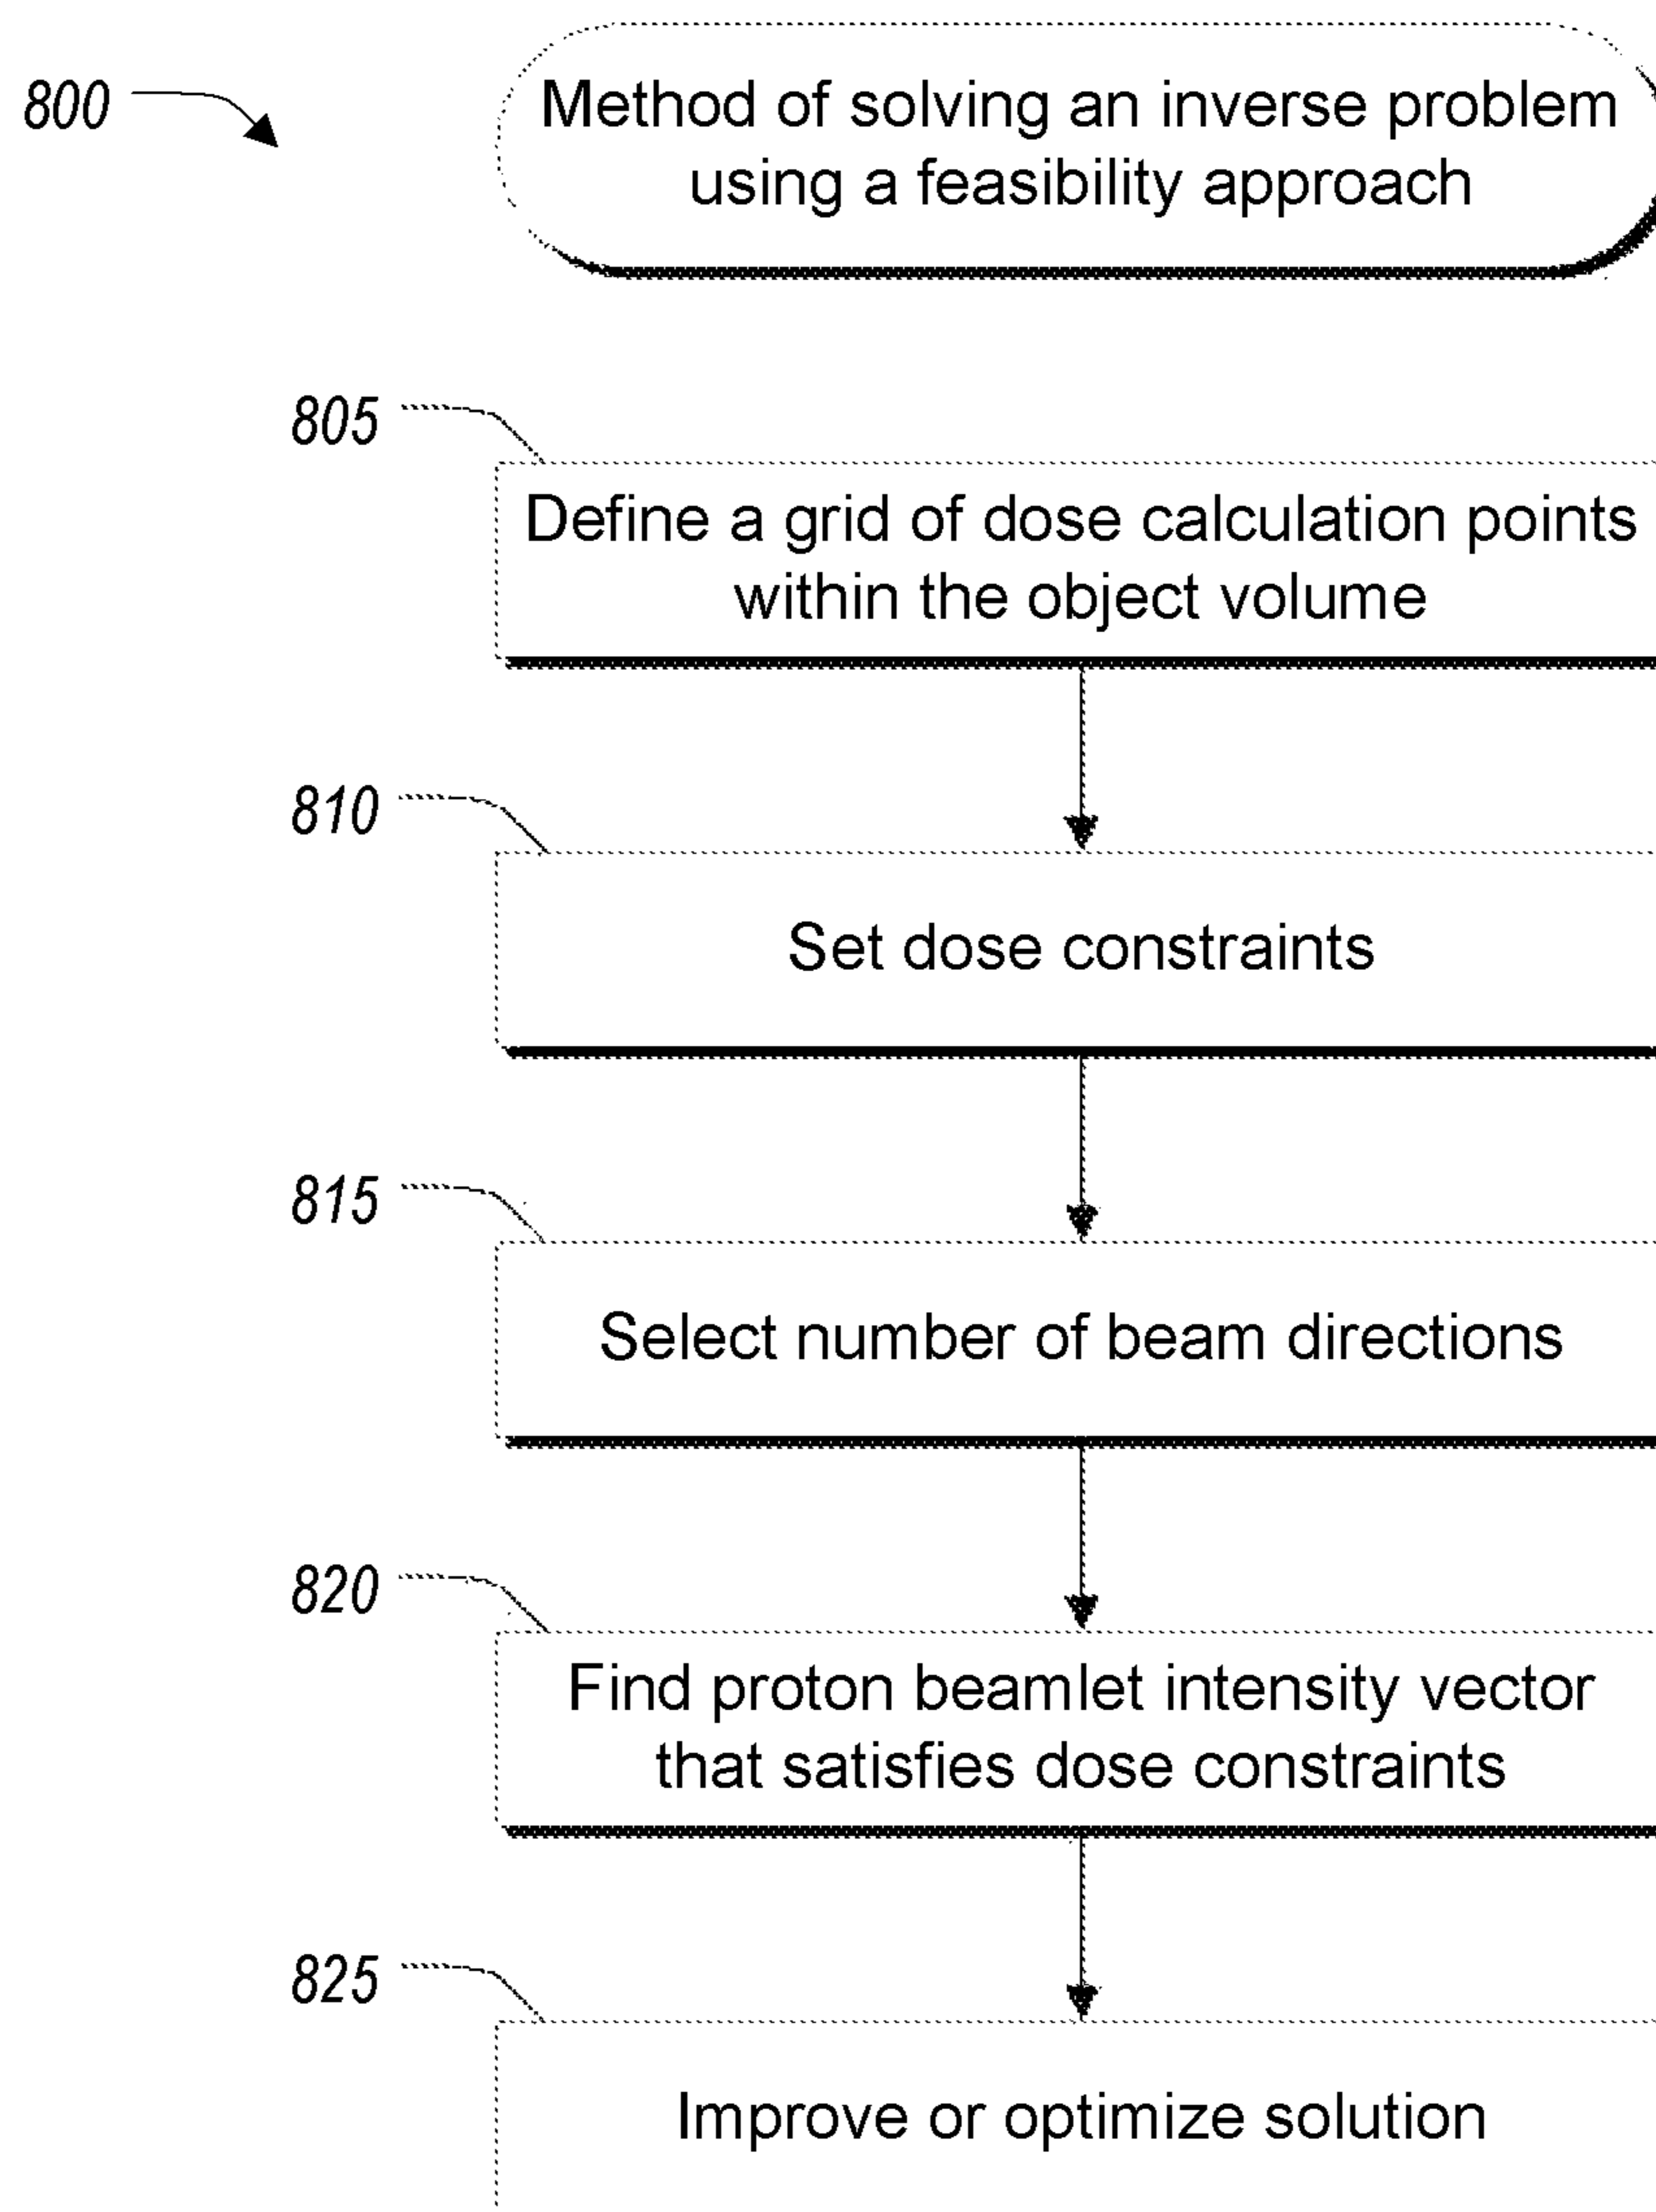 800
Method of solving an inverse problem
using a feasibility approach
805
Define a grid of dose calculation points
within the object volume
810
Set dose constraints
815
Select number of beam directions
820
Find proton beamlet intensity vector
that satisfies dose constraints
825
Improve or optimize solution